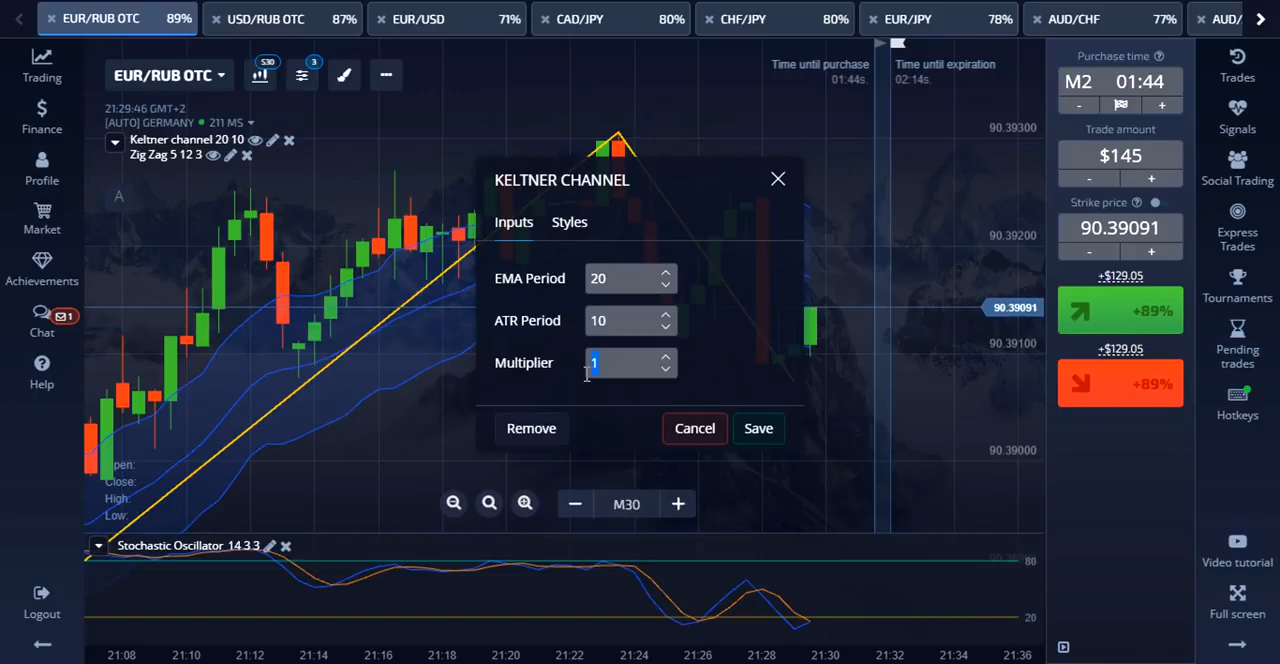 EUR/RUB OTC 89%
USD/RUB OTC 87%
EUR/USD 71%
CAD/JPY 80%
CHF/JPY 80%
EUR/JPY 78%
AUD/CHF 77%
AUD/
Trading
Finance
Profile
Market
Achievements
Chat 1
Help
Logout
EUR/RUB OTC
S30
3
21:29:46 GMT+2
[AUTO] GERMANY 211 MS
Keltner channel 20 10
Zig Zag 5 12 3
A
Open:
Close:
High:
Low:
Time until purchase
01:44s.
Time until expiration
02:14s.
KELTNER CHANNEL
Inputs Styles
EMA Period 20
ATR Period 10
Multiplier 1
Remove Cancel Save
M30
90.39300
90.39200
90.39091
90.39100
90.39000
Stochastic Oscillator 14 3 3
80
20
21:08 21:10 21:12 21:14 21:16 21:18 21:20 21:22 21:24 21:26 21:28 21:30 21:32 21:34 21:36
Purchase time
M2 01:44
- +
Trade amount
$145
- +
Strike price
90.39091
- +
+$129.05
+89%
+$129.05
+89%
Trades
Signals
Social Trading
Express
Trades
Tournaments
Pending
trades
Hotkeys
Video tutorial
Full screen